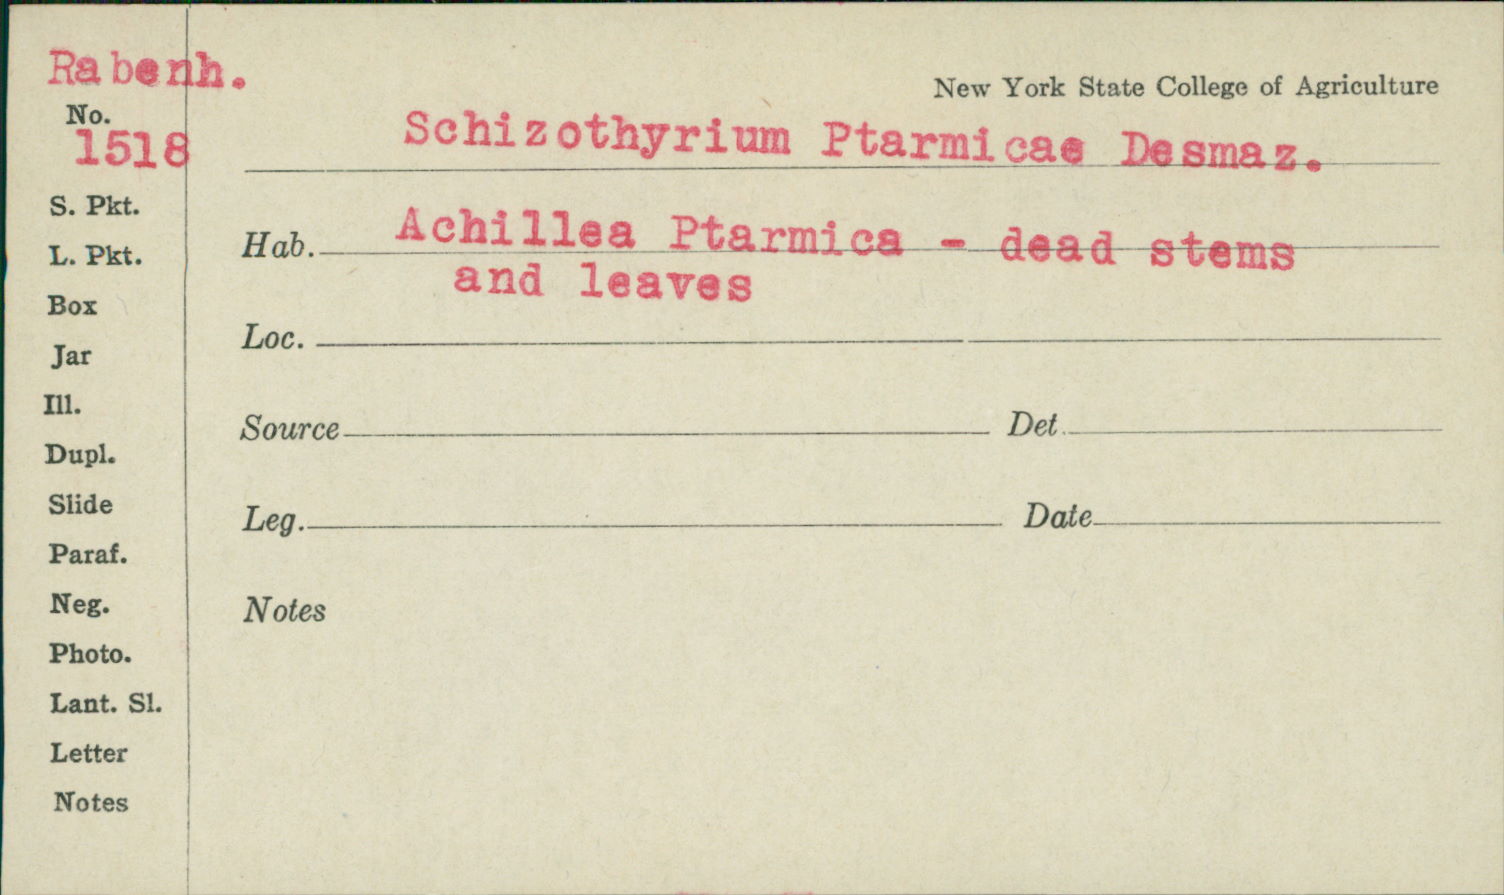 Rabenh.
New York State College of Agriculture
No.
1518
Schizothyrium Ptarmicae Desmaz.
S. Pkt.
Hab. Achillea Ptarmica - dead stems
L. Pkt.
and leaves
Box
Loc.
Jar
Ill.
Source Det.
Dupl.
Slide
Leg. Date
Paraf.
Neg.
Notes
Photo.
Lant. Sl.
Letter
Notes